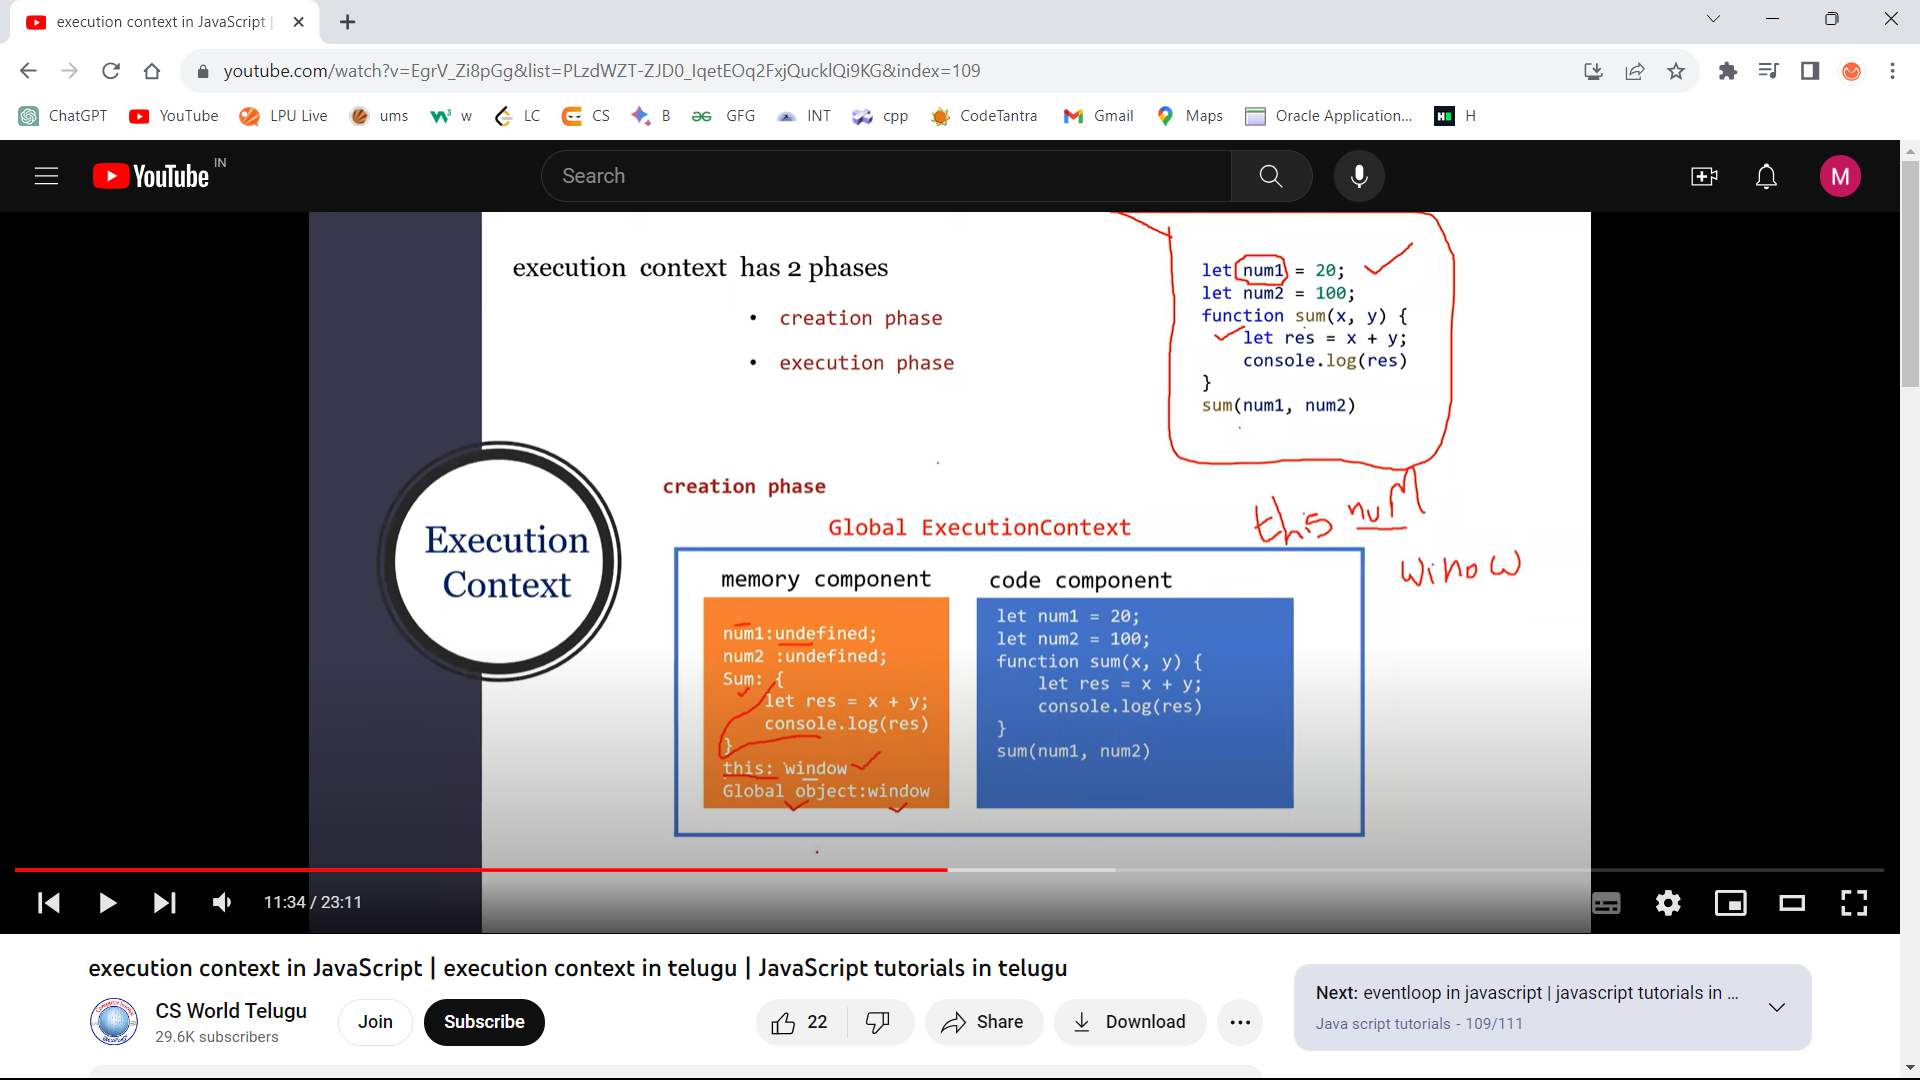 execution context in JavaScript |
youtube.com/watch?v=EgrV_Zi8pGg&list=PLzdWZT-ZJD0_IqetEOq2FxjQucklQi9KG&index=109
ChatGPT YouTube LPU Live ums w LC CS B GFG INT cpp CodeTantra Gmail Maps Oracle Application... H
YouTube IN
Search
M
execution context has 2 phases
• creation phase
• execution phase
let num1 = 20;
let num2 = 100;
function sum(x, y) {
let res = x + y;
console.log(res)
}
sum(num1, num2)
this num
winow
Execution
Context
creation phase
Global ExecutionContext
memory component
num1:undefined;
num2 :undefined;
Sum: {
let res = x + y;
console.log(res)
}
this: window
Global object:window
code component
let num1 = 20;
let num2 = 100;
function sum(x, y) {
let res = x + y;
console.log(res)
}
sum(num1, num2)
11:34 / 23:11
execution context in JavaScript | execution context in telugu | JavaScript tutorials in telugu
CS World Telugu
29.6K subscribers
Join
Subscribe
22
Share
Download
Next: eventloop in javascript | javascript tutorials in ...
Java script tutorials - 109/111